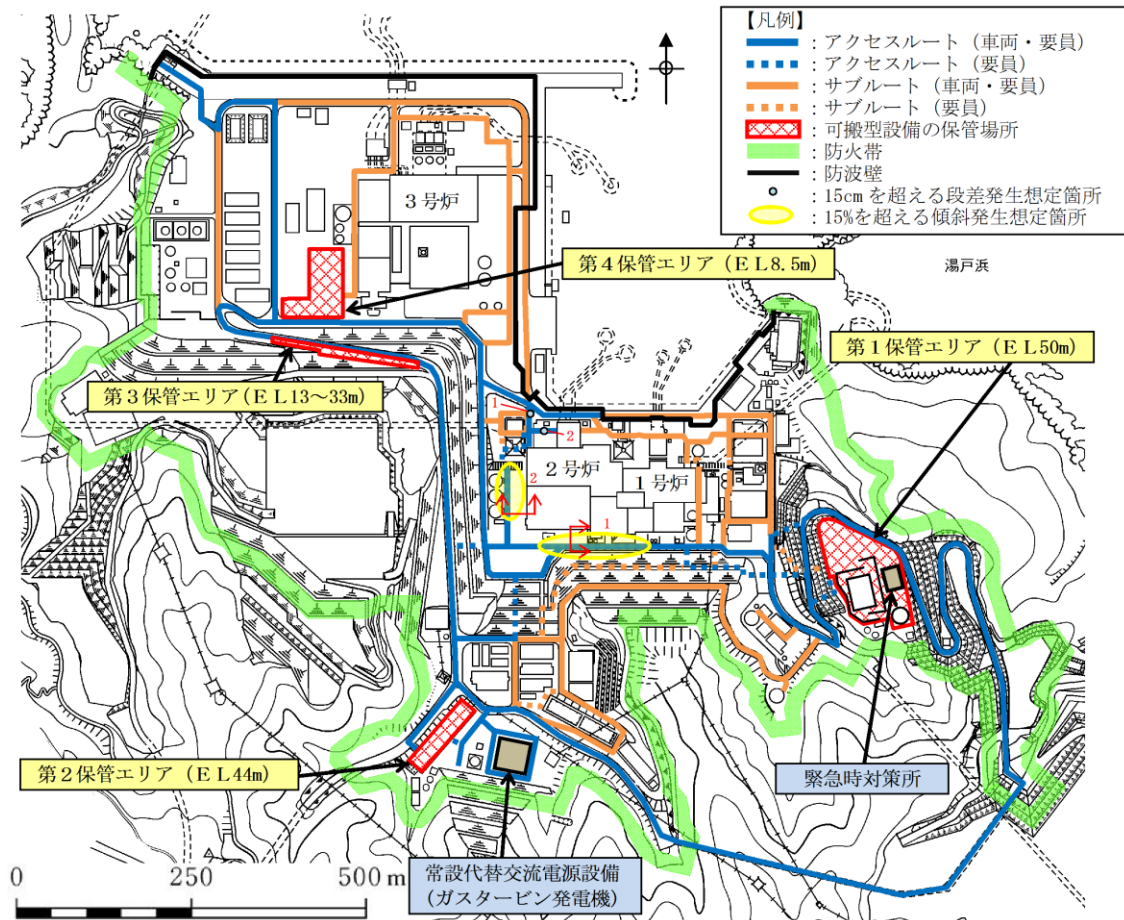 【凡例】
：アクセスルート（車両・要員）
：アクセスルート（要員）
：サブルート（車両・要員）
：サブルート（要員）
：可搬型設備の保管場所
：防火帯
：防波壁
：15cmを超える段差発生想定箇所
：15%を超える傾斜発生想定箇所
3号炉
第４保管エリア（ＥＬ8.5m）
湯戸浜
第１保管エリア（ＥＬ50m）
第３保管エリア（ＥＬ13～33m）
1
2
2号炉
1号炉
2
1
第２保管エリア（ＥＬ44m）
緊急時対策所
常設代替交流電源設備
（ガスタービン発電機）
0
250
500 m